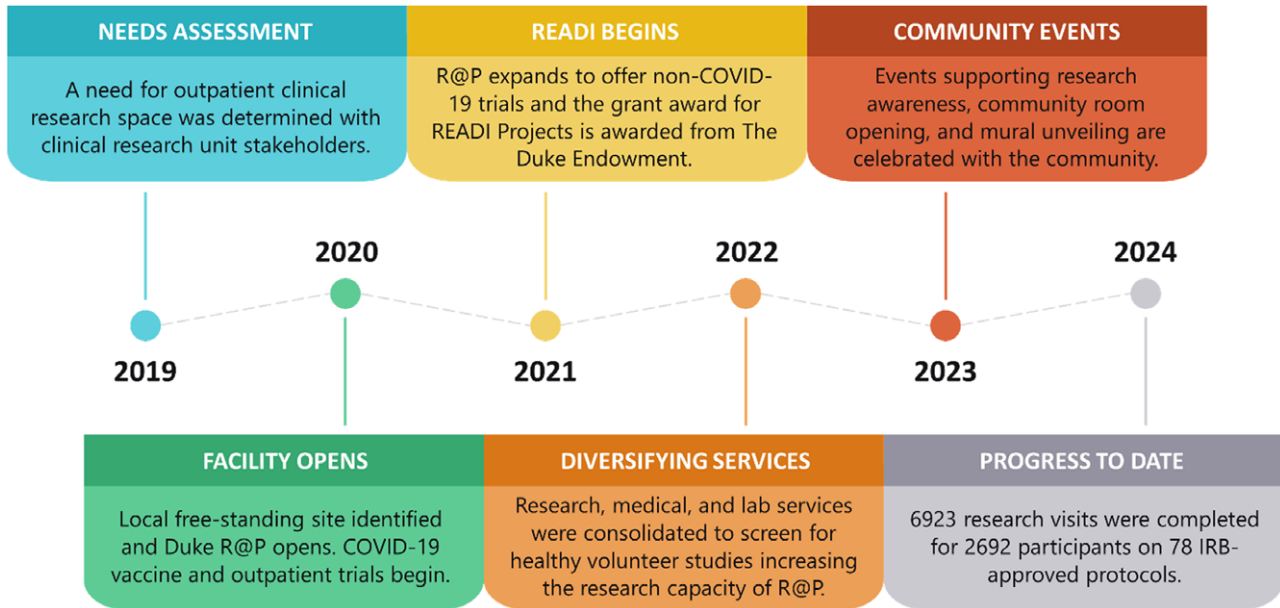 NEEDS ASSESSMENT
A need for outpatient clinical
research space was determined with
clinical research unit stakeholders.
READI BEGINS
R@P expands to offer non-COVID-
19 trials and the grant award for
READI Projects is awarded from The
Duke Endowment.
COMMUNITY EVENTS
Events supporting research
awareness, community room
opening, and mural unveiling are
celebrated with the community.
2019
2020
2021
2022
2023
2024
FACILITY OPENS
Local free-standing site identified
and Duke R@P opens. COVID-19
vaccine and outpatient trials begin.
DIVERSIFYING SERVICES
Research, medical, and lab services
were consolidated to screen for
healthy volunteer studies increasing
the research capacity of R@P.
PROGRESS TO DATE
6923 research visits were completed
for 2692 participants on 78 IRB-
approved protocols.